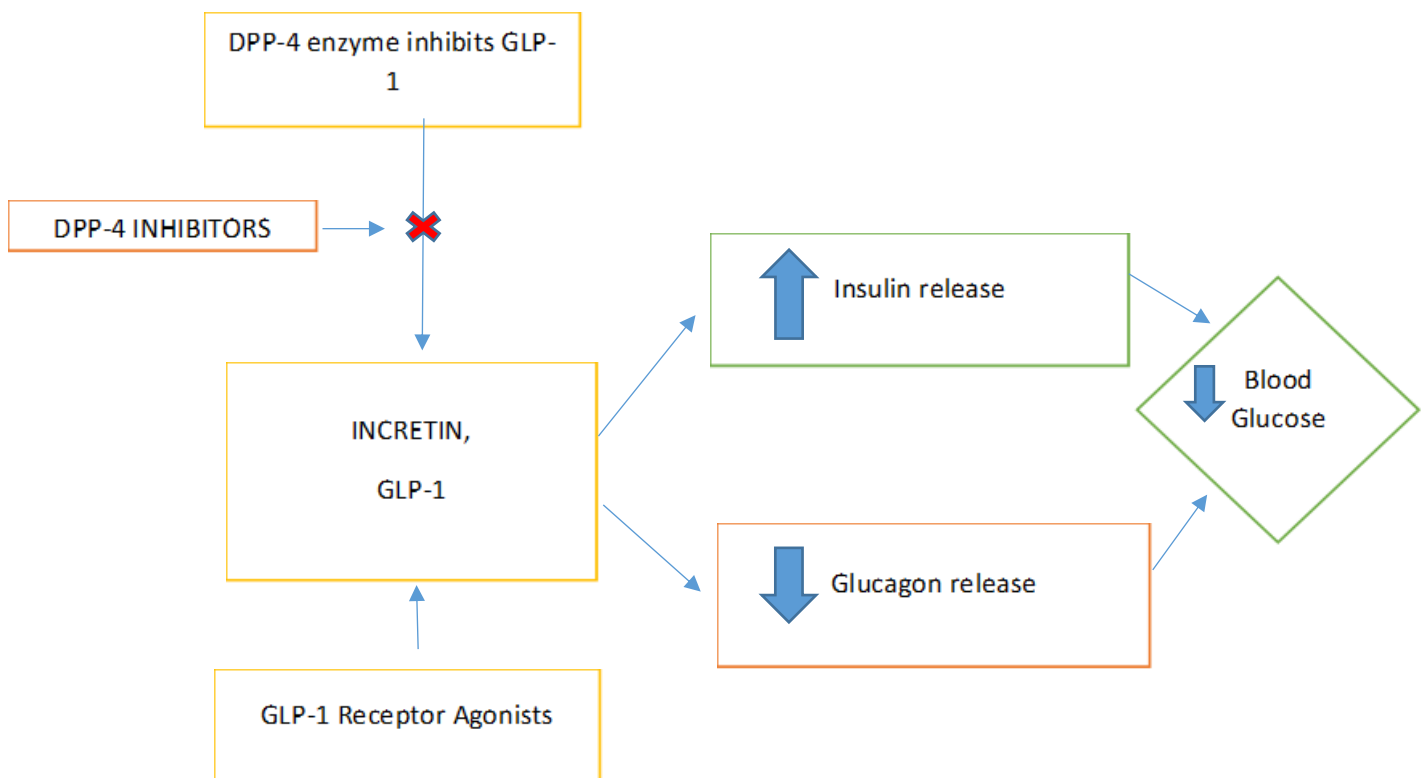 DPP-4 enzyme inhibits GLP-
1
DPP-4 INHIBITORS
Insulin release
Blood
Glucose
INCRETIN,
GLP-1
Glucagon release
GLP-1 Receptor Agonists